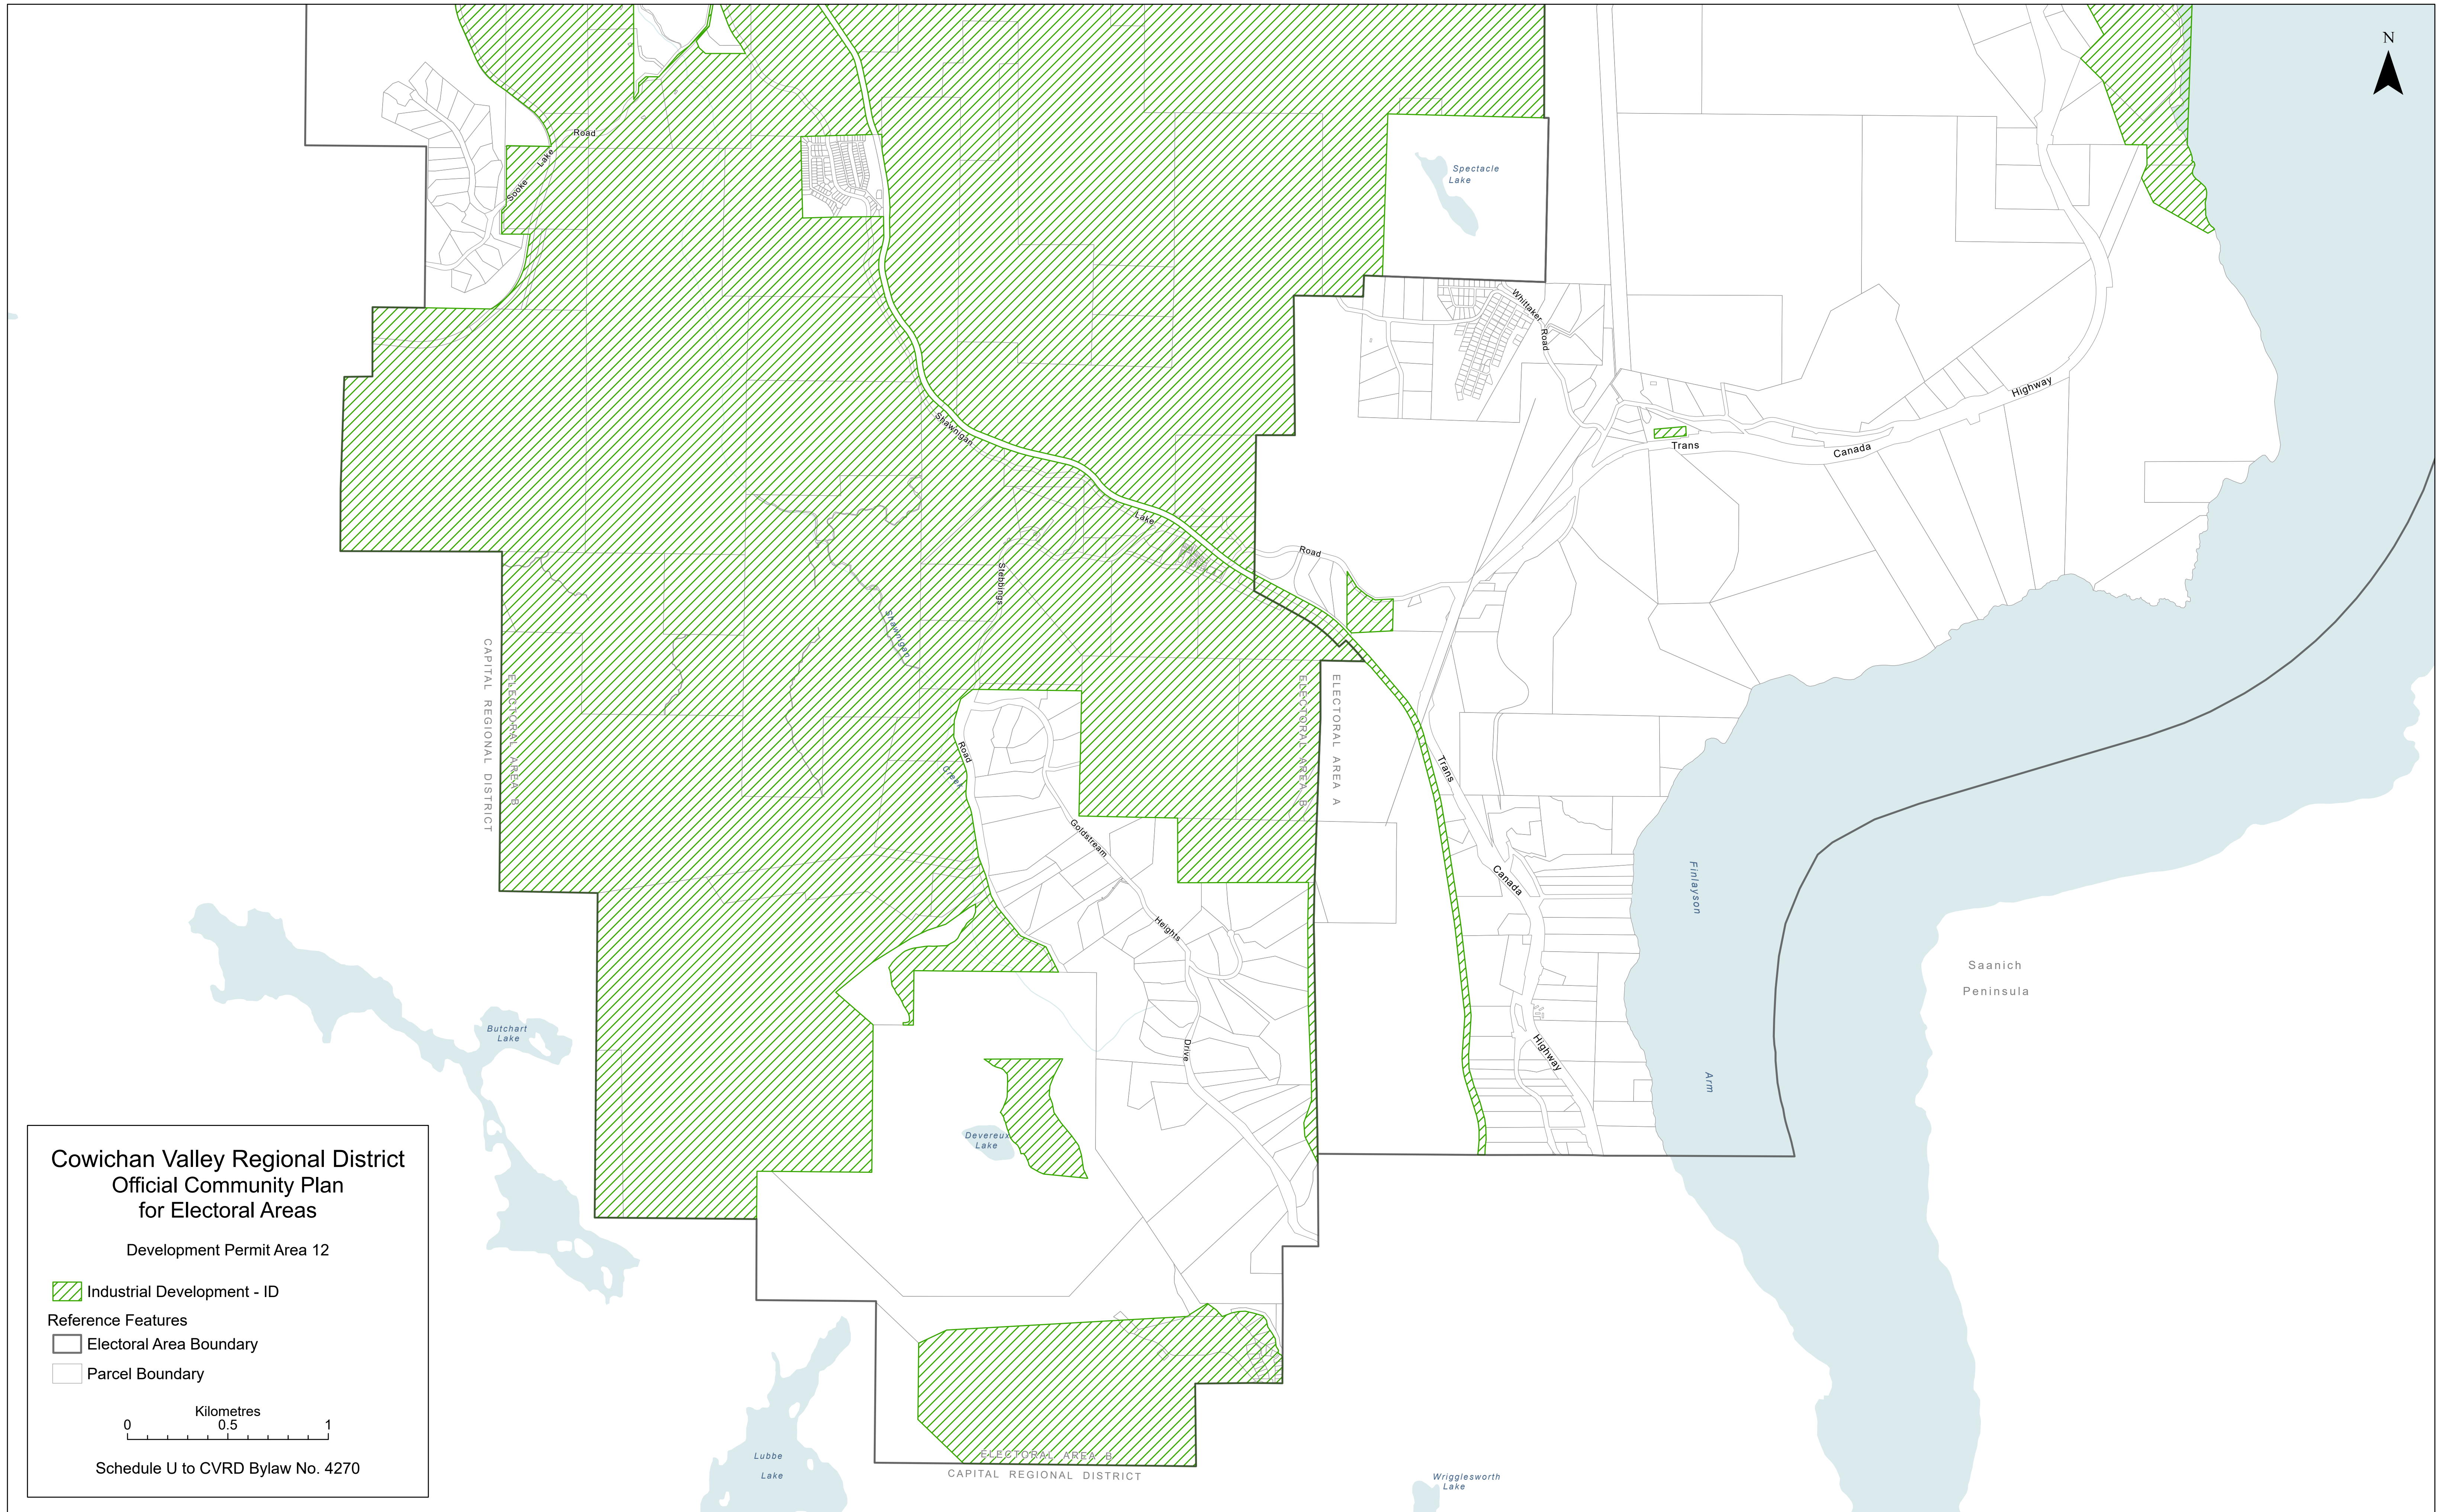 N
Road
Lake
Sooke
Spectacle
Lake
Whittaker
Road
Highway
Trans
Canada
Shawnigan
Lake
Road
Stebbings
Shawnigan
CAPITAL REGIONAL DISTRICT
ELECTORAL AREA B
ELECTORAL AREA B
ELECTORAL AREA A
Road
Creek
Trans
Goldstream
Canada
Finlayson
Heights
Saanich
Peninsula
Butchart
Lake
Drive
Highway
Arm
Devereux
Lake
Cowichan Valley Regional District
Official Community Plan
for Electoral Areas
Development Permit Area 12
Industrial Development - ID
Reference Features
Electoral Area Boundary
Parcel Boundary
Kilometres
0 0.5 1
Schedule U to CVRD Bylaw No. 4270
Lubbe
Lake
ELECTORAL AREA B
CAPITAL REGIONAL DISTRICT
Wrigglesworth
Lake